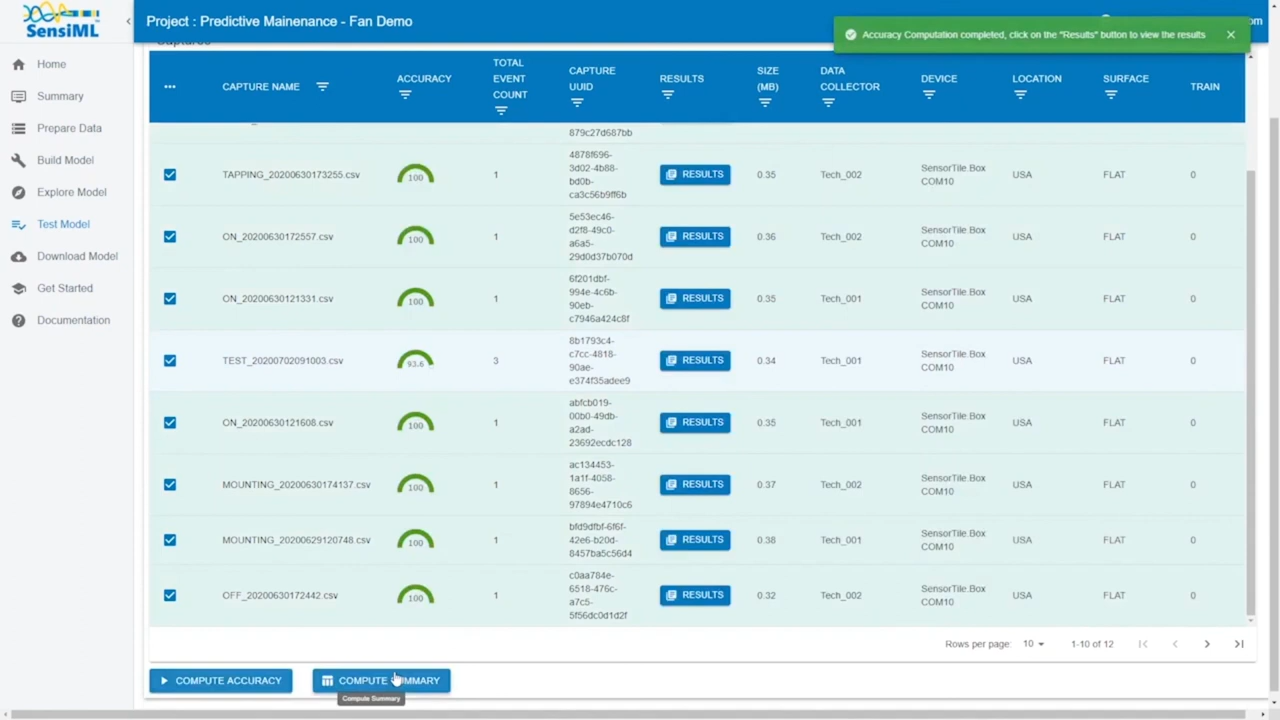 SensiML
Project : Predictive Mainenance - Fan Demo
Accuracy Computation completed, click on the "Results" button to view the results
om
Home
Summary
Prepare Data
Build Model
Explore Model
Test Model
Download Model
Get Started
Documentation
Captures
CAPTURE NAME
ACCURACY
TOTAL
EVENT
COUNT
CAPTURE
UUID
RESULTS
SIZE
(MB)
DATA
COLLECTOR
DEVICE
LOCATION
SURFACE
TRAIN
879c27d687bb
TAPPING_20200630173255.csv
100
1
4878f696-
3d02-4b88-
bd0b-
ca3c56b9ff6b
RESULTS
0.35
Tech_002
SensorTile.Box
COM10
USA
FLAT
0
ON_20200630172557.csv
100
1
5e53ec46-
d2f8-49c0-
a6a5-
29d0d37b070d
RESULTS
0.36
Tech_002
SensorTile.Box
COM10
USA
FLAT
0
ON_20200630121331.csv
100
1
6f201dbf-
994e-4c6b-
90eb-
c7946a424c8f
RESULTS
0.35
Tech_001
SensorTile.Box
COM10
USA
FLAT
0
TEST_20200702091003.csv
93.6
3
8b1793c4-
c7cc-4818-
90ae-
e374f35adee9
RESULTS
0.34
Tech_001
SensorTile.Box
COM10
USA
FLAT
0
ON_20200630121608.csv
100
1
abfcb019-
00b0-49db-
a2ad-
23692ecdc128
RESULTS
0.35
Tech_001
SensorTile.Box
COM10
USA
FLAT
0
MOUNTING_20200630174137.csv
100
1
ac134453-
1a1f-4058-
8656-
97894e4710c6
RESULTS
0.37
Tech_002
SensorTile.Box
COM10
USA
FLAT
0
MOUNTING_20200629120748.csv
100
1
bfd9dfbf-6f6f-
42e6-b20d-
8457ba5c56d4
RESULTS
0.38
Tech_001
SensorTile.Box
COM10
USA
FLAT
0
OFF_20200630172442.csv
100
1
c0aa784e-
6518-476c-
a7c5-
5f56dc0d1d2f
RESULTS
0.32
Tech_002
SensorTile.Box
COM10
USA
FLAT
0
Rows per page: 10
1-10 of 12
COMPUTE ACCURACY
COMPUTE SUMMARY
Compute Summary